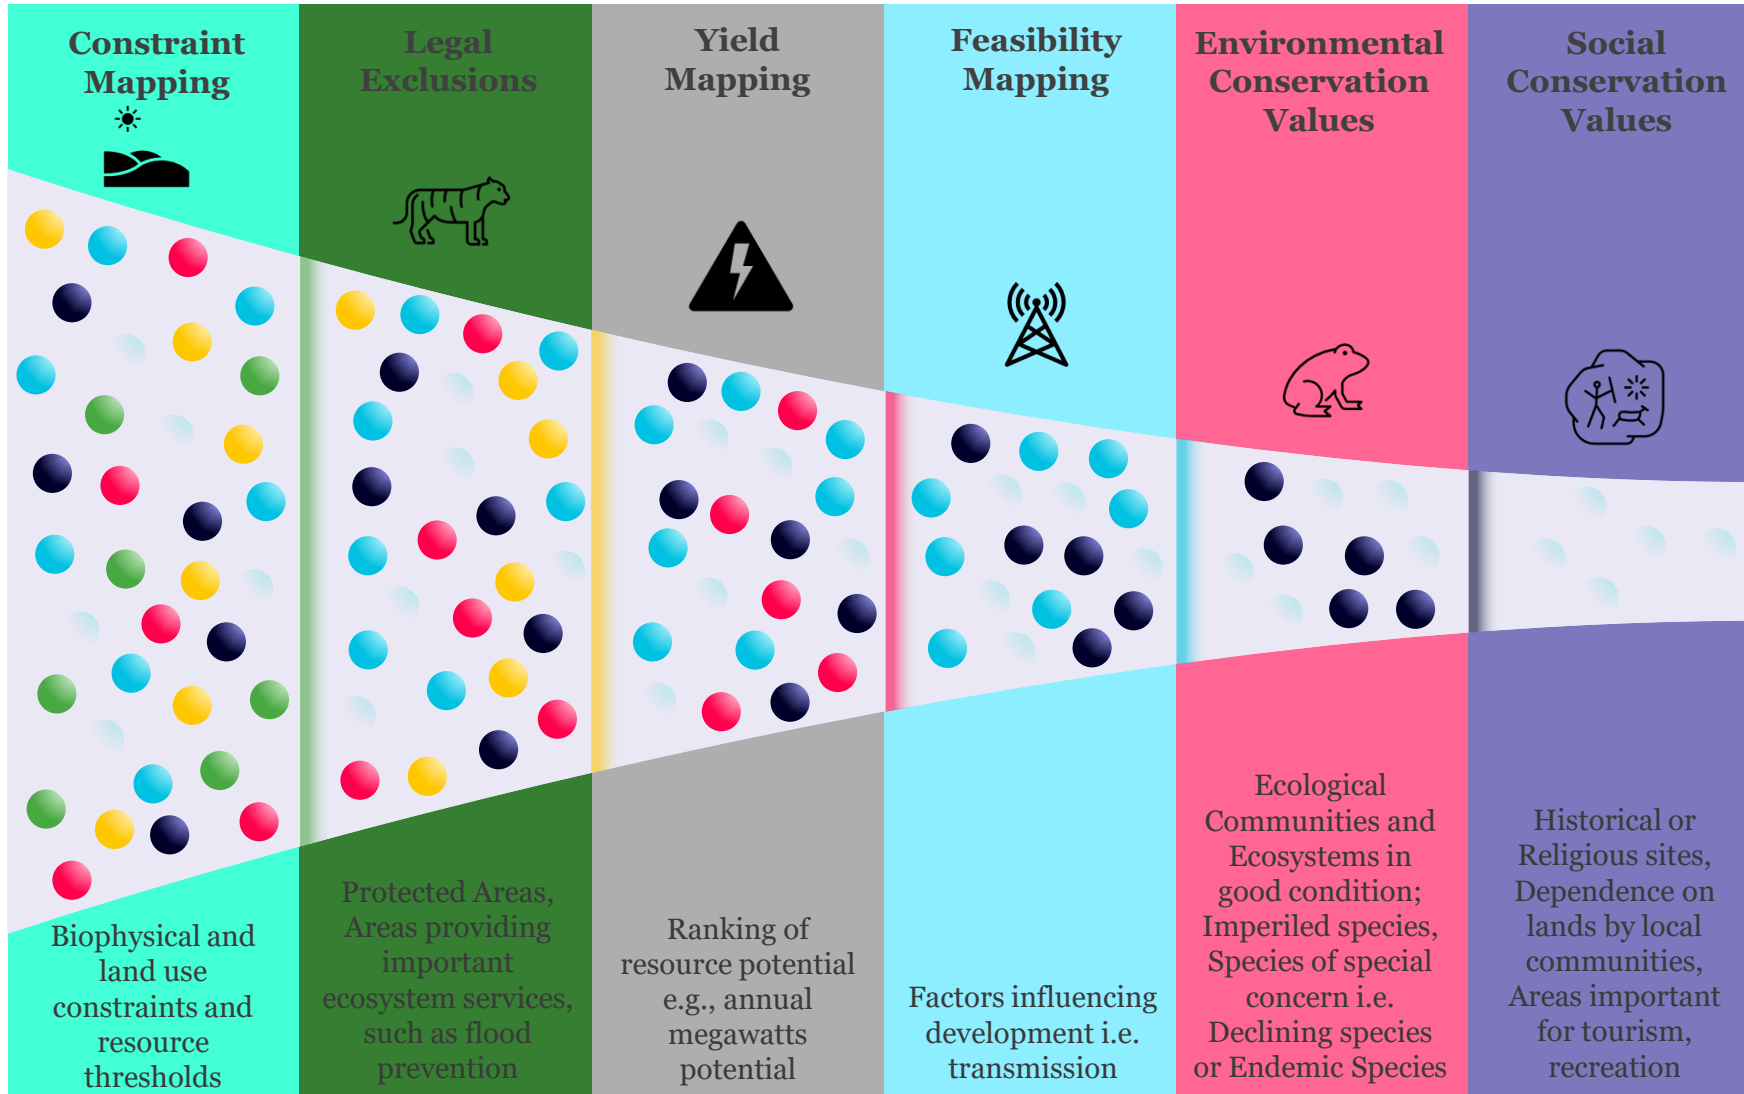 Constraint
Mapping
Legal
Exclusions
Yield
Mapping
Feasibility
Mapping
Environmental
Conservation
Values
Social
Conservation
Values
Biophysical and
land use
constraints and
resource
thresholds
Protected Areas,
Areas providing
important
ecosystem services,
such as flood
prevention
Ranking of
resource potential
e.g., annual
megawatts
potential
Factors influencing
development i.e.
transmission
Ecological
Communities and
Ecosystems in
good condition;
Imperiled species,
Species of special
concern i.e.
Declining species
or Endemic Species
Historical or
Religious sites,
Dependence on
lands by local
communities,
Areas important
for tourism,
recreation